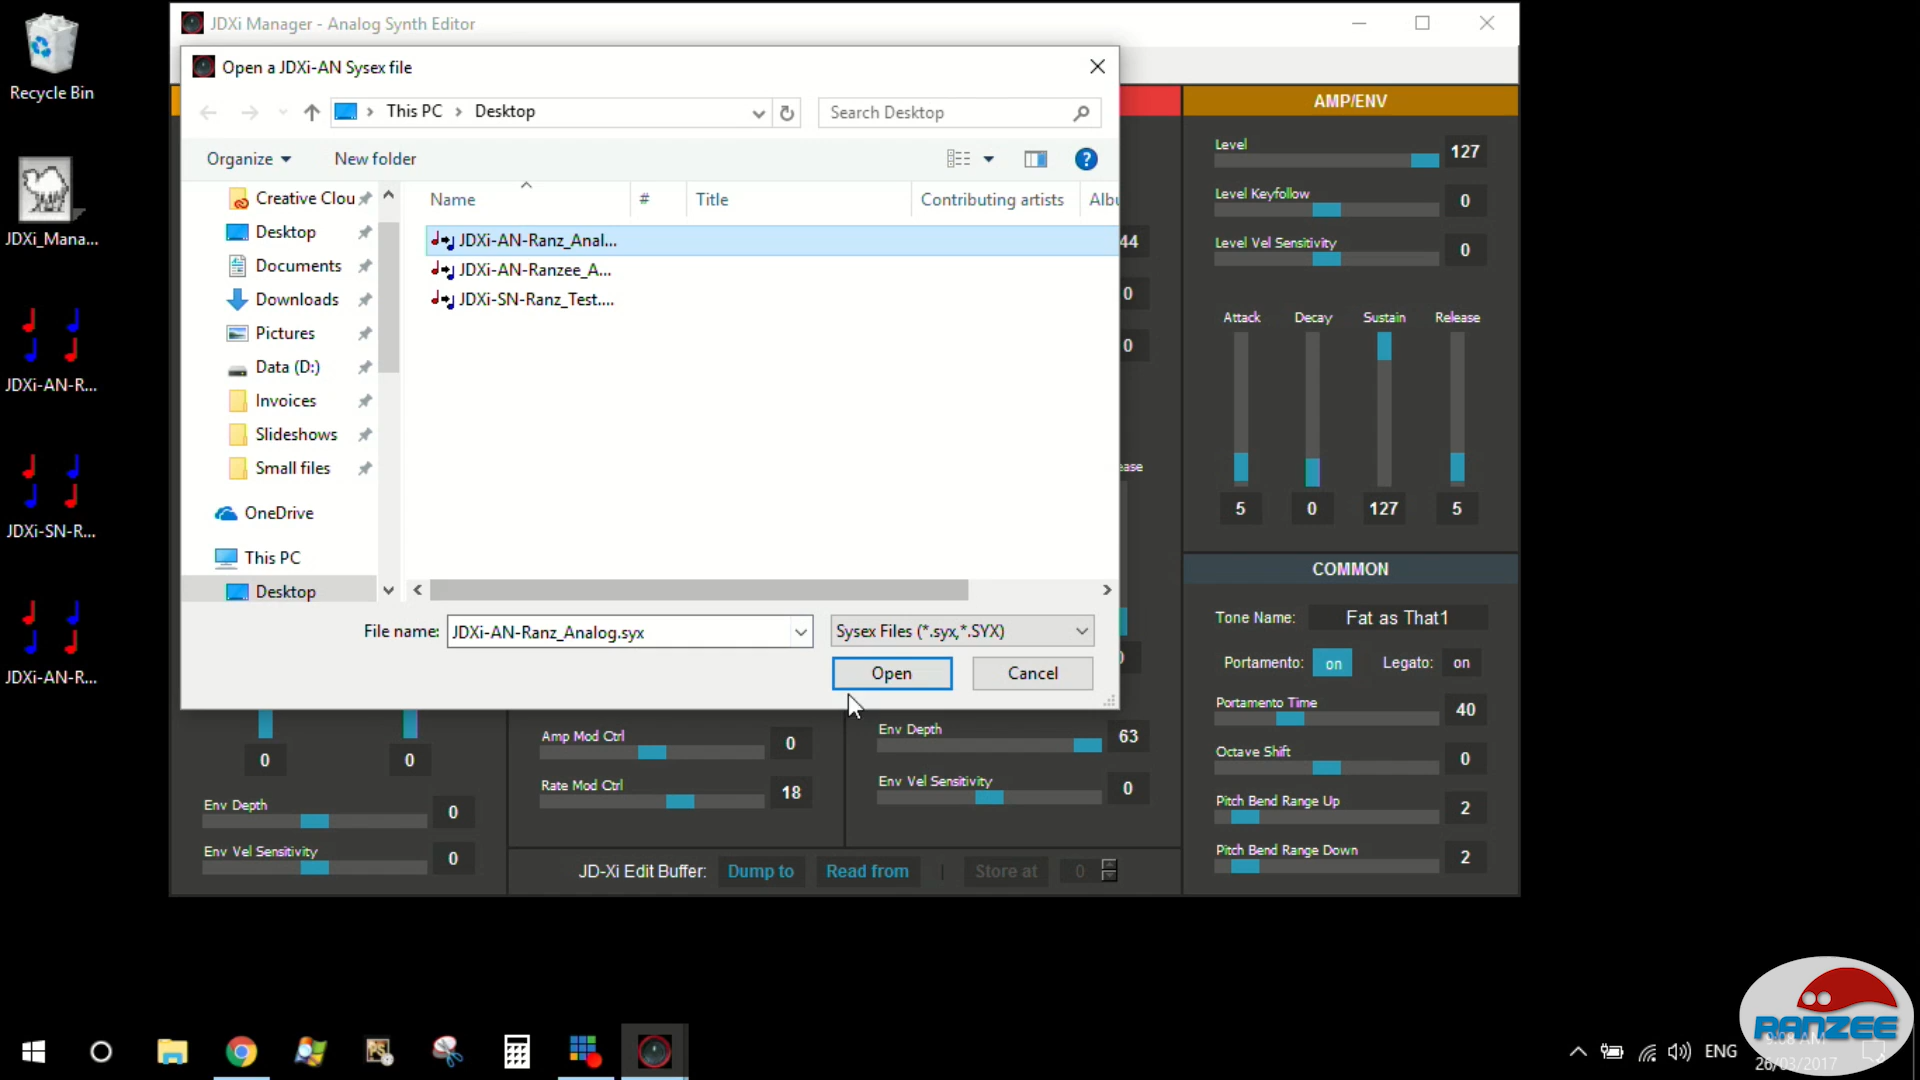 Recycle Bin
JDXi_Mana...
JDXi-AN-R...
JDXi-SN-R...
JDXi-AN-R...
JDXi Manager - Analog Synth Editor
Open a JDXi-AN Sysex file
This PC > Desktop
Search Desktop
Organize
New folder
Creative Clou
Desktop
Documents
Downloads
Pictures
Data (D:)
Invoices
Slideshows
Small files
OneDrive
This PC
Desktop
Name # Title Contributing artists Albu
JDXi-AN-Ranz_Anal...
JDXi-AN-Ranzee_A...
JDXi-SN-Ranz_Test....
File name: JDXi-AN-Ranz_Analog.syx
Sysex Files (*.syx,*.SYX)
Open Cancel
44
0
0
ease
0 0
Env Depth 0
Env Vel Sensitivity 0
Amp Mod Ctrl 0
Rate Mod Ctrl 18
Env Depth 63
Env Vel Sensitivity 0
JD-Xi Edit Buffer: Dump to Read from | Store at 0
AMP/ENV
Level 127
Level Keyfollow 0
Level Vel Sensitivity 0
Attack Decay Sustain Release
5 0 127 5
COMMON
Tone Name: Fat as That1
Portamento: on Legato: on
Portamento Time 40
Octave Shift 0
Pitch Bend Range Up 2
Pitch Bend Range Down 2
RANZEE
ENG
9:08 AM
26/03/2017